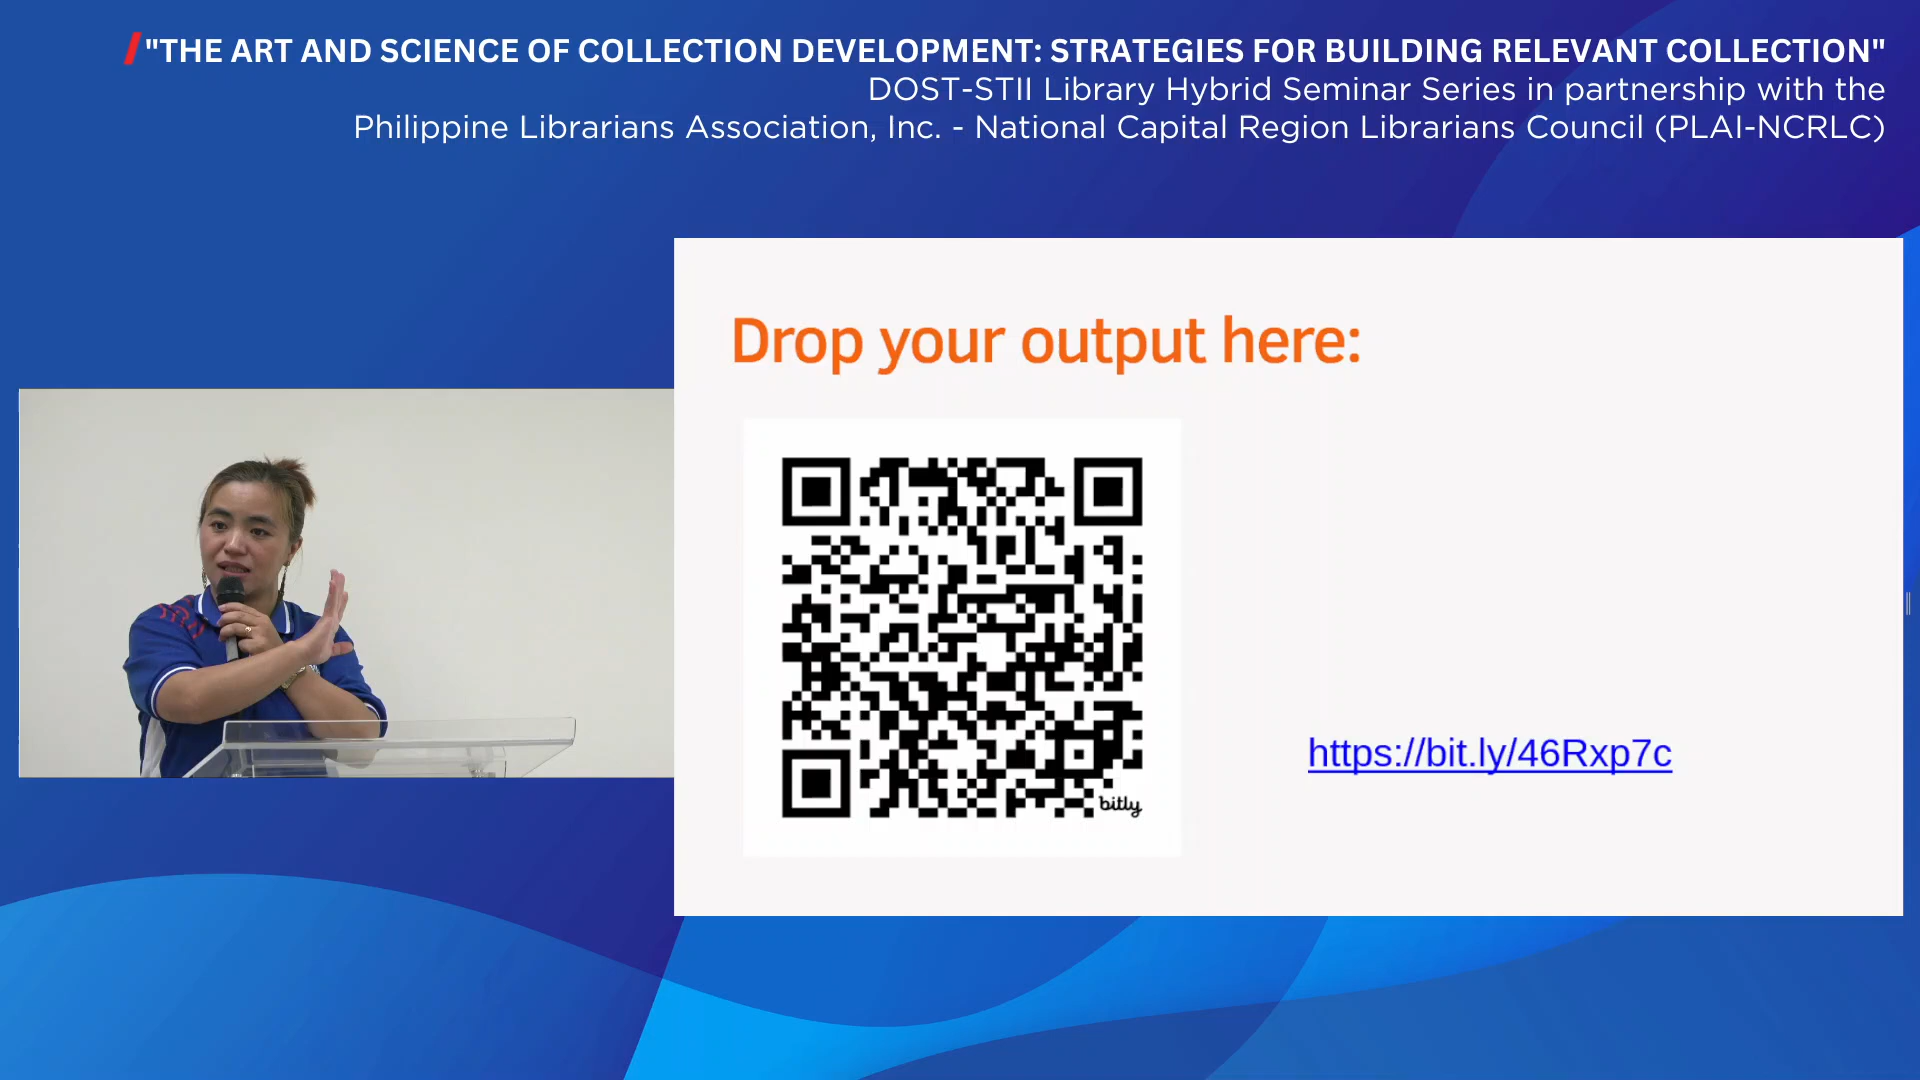 "THE ART AND SCIENCE OF COLLECTION DEVELOPMENT: STRATEGIES FOR BUILDING RELEVANT COLLECTION"
DOST-STII Library Hybrid Seminar Series in partnership with the
Philippine Librarians Association, Inc. - National Capital Region Librarians Council (PLAI-NCRLC)
Drop your output here:
https://bit.ly/46Rxp7c
bitly